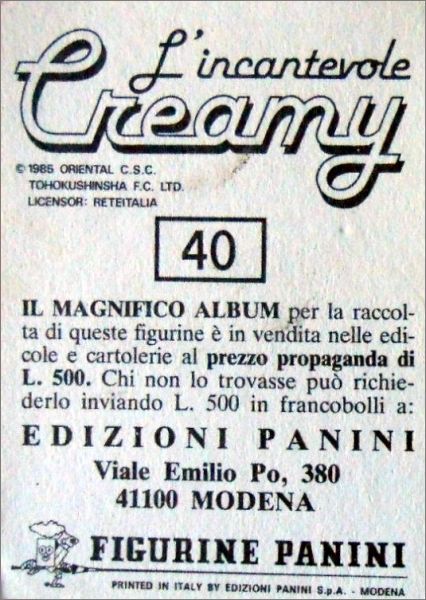 L'incantevole
Creamy
© 1985 ORIENTAL C.S.C.
TOHOKUSHINSHA F.C. LTD.
LICENSOR: RETEITALIA
40
IL MAGNIFICO ALBUM per la raccol-
ta di queste figurine è in vendita nelle edi-
cole e cartolerie al prezzo propaganda di
L. 500. Chi non lo trovasse può richie-
derlo inviando L. 500 in francobolli a:
EDIZIONI PANINI
Viale Emilio Po, 380
41100 MODENA
FIGURINE PANINI
PRINTED IN ITALY BY EDIZIONI PANINI S.p.A. - MODENA